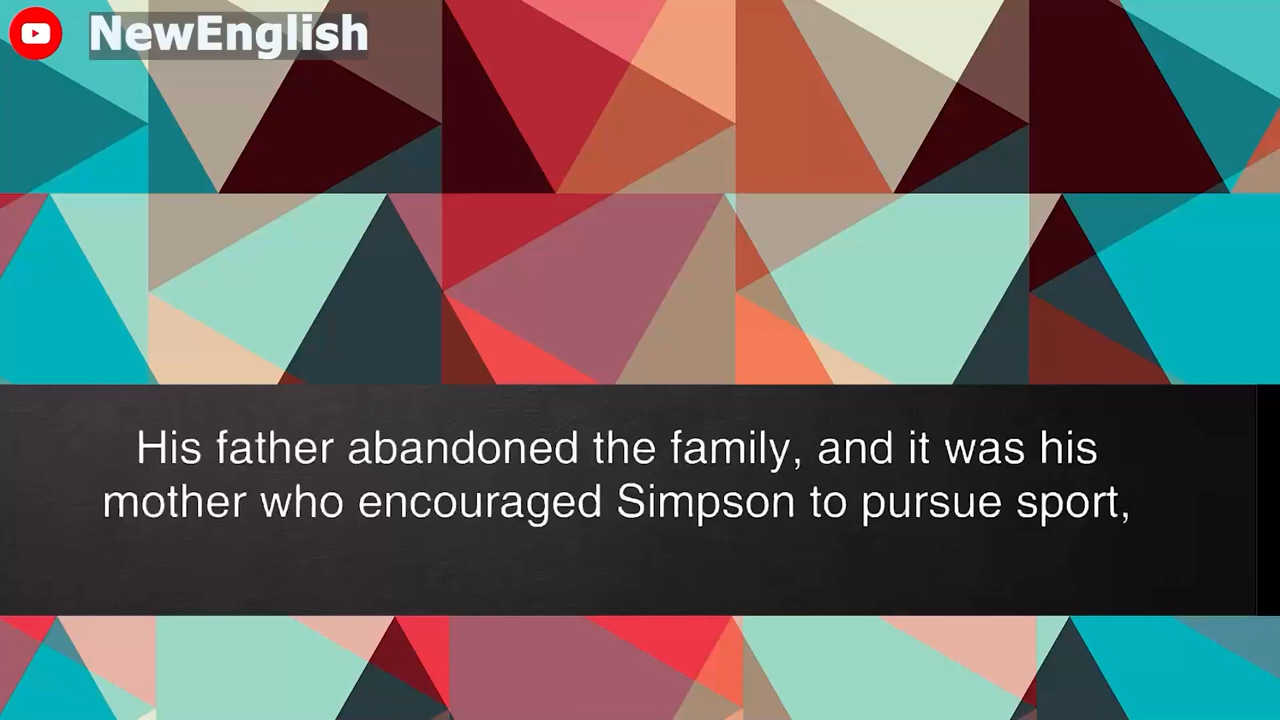 NewEnglish
His father abandoned the family, and it was his
mother who encouraged Simpson to pursue sport,